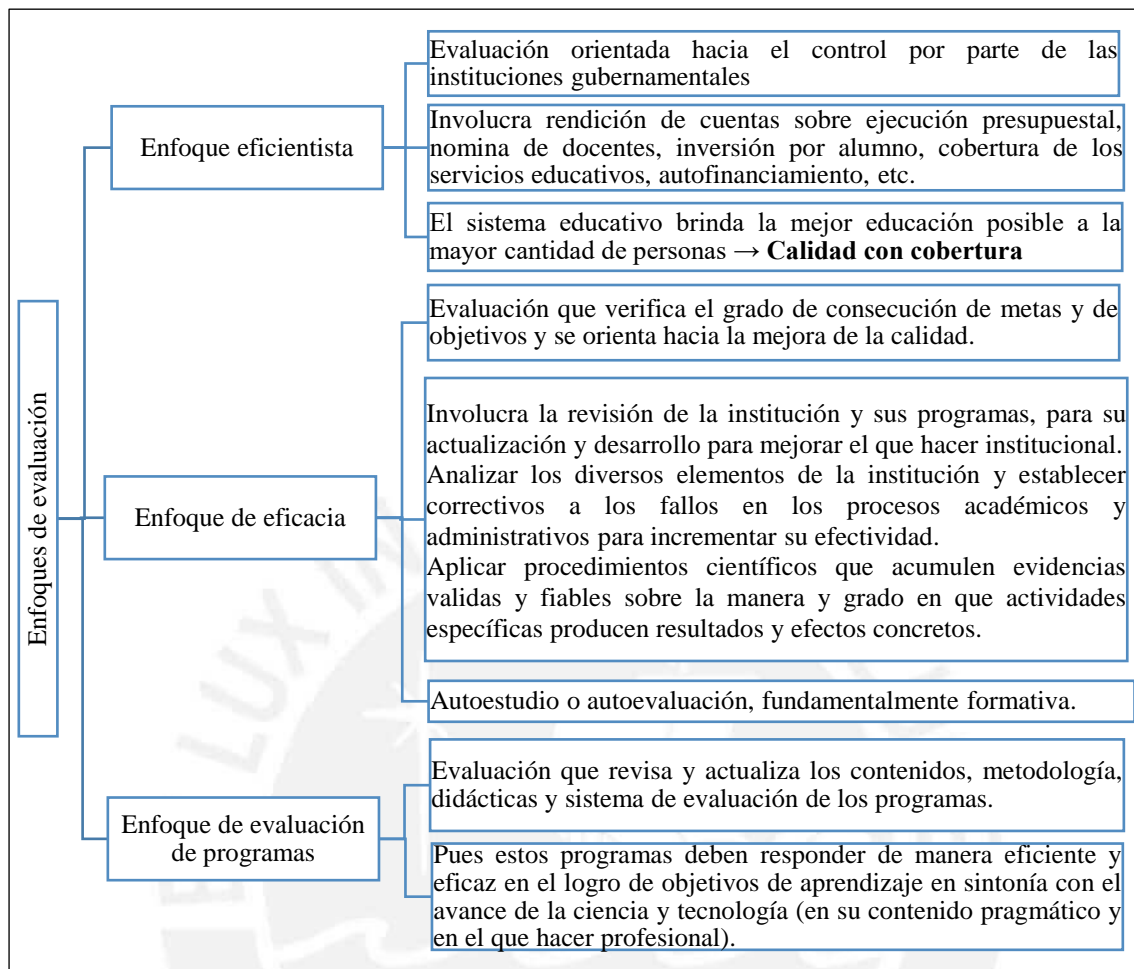 Enfoques de evaluación
Enfoque eficientista
Evaluación orientada hacia el control por parte de las
instituciones gubernamentales
Involucra rendición de cuentas sobre ejecución presupuestal,
nomina de docentes, inversión por alumno, cobertura de los
servicios educativos, autofinanciamiento, etc.
El sistema educativo brinda la mejor educación posible a la
mayor cantidad de personas → Calidad con cobertura
Enfoque de eficacia
Evaluación que verifica el grado de consecución de metas y de
objetivos y se orienta hacia la mejora de la calidad.
Involucra la revisión de la institución y sus programas, para su
actualización y desarrollo para mejorar el que hacer institucional.
Analizar los diversos elementos de la institución y establecer
correctivos a los fallos en los procesos académicos y
administrativos para incrementar su efectividad.
Aplicar procedimientos científicos que acumulen evidencias
validas y fiables sobre la manera y grado en que actividades
específicas producen resultados y efectos concretos.
Autoestudio o autoevaluación, fundamentalmente formativa.
Enfoque de evaluación
de programas
Evaluación que revisa y actualiza los contenidos, metodología,
didácticas y sistema de evaluación de los programas.
Pues estos programas deben responder de manera eficiente y
eficaz en el logro de objetivos de aprendizaje en sintonía con el
avance de la ciencia y tecnología (en su contenido pragmático y
en el que hacer profesional).
LUX